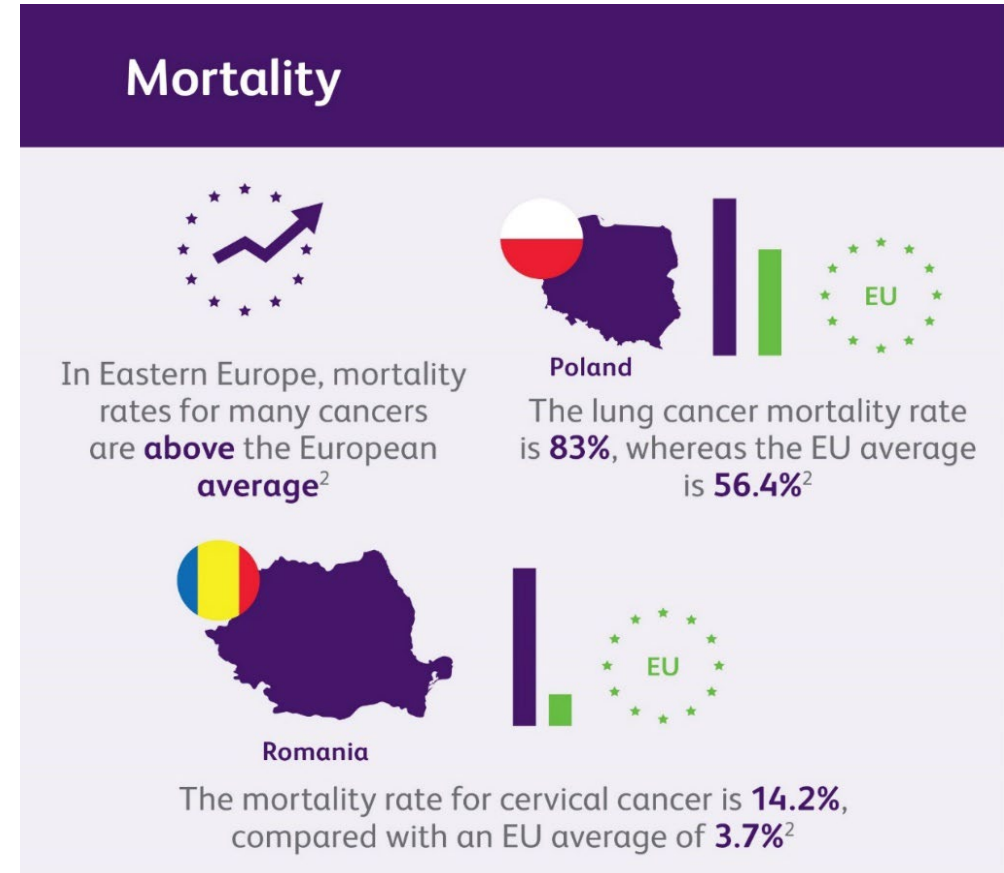 Mortality
In Eastern Europe, mortality
rates for many cancers
are above the European
average²
EU
Poland
The lung cancer mortality rate
is 83%, whereas the EU average
is 56.4%²
EU
Romania
The mortality rate for cervical cancer is 14.2%,
compared with an EU average of 3.7%²